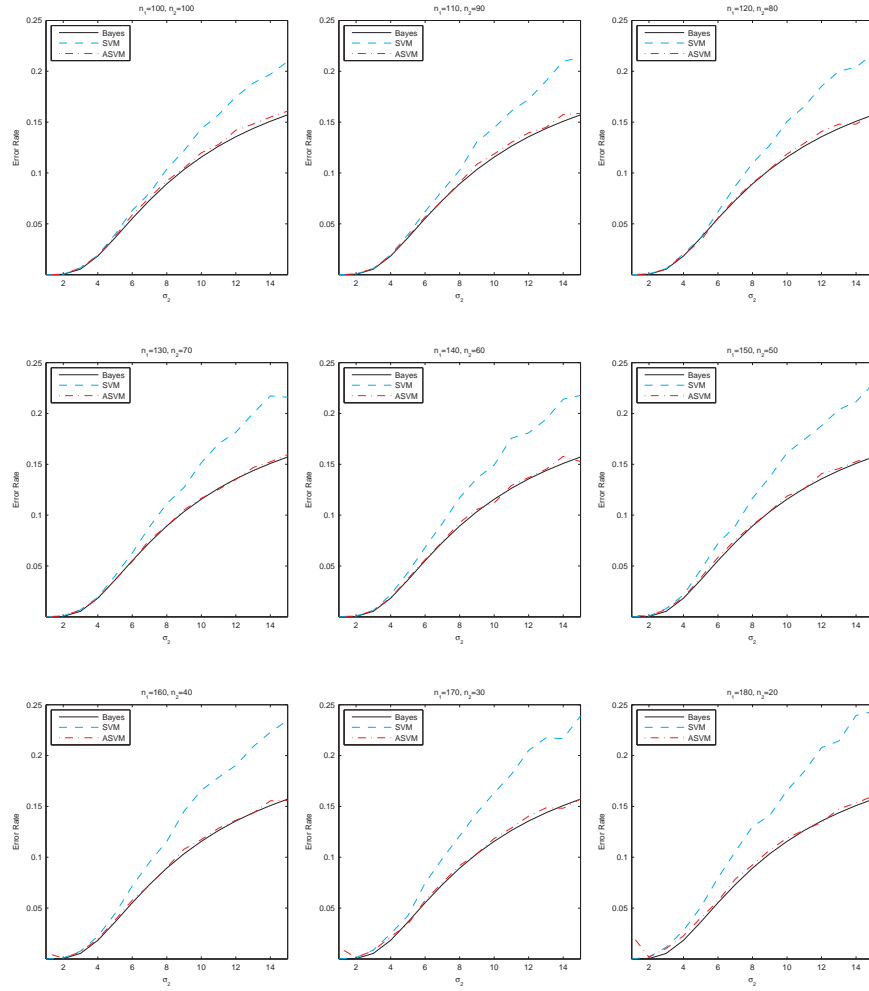 n1=100, n2=100
Bayes
SVM
ASVM
Error Rate
0.25
0.2
0.15
0.1
0.05
2 4 6 8 10 12 14
σ2
n1=110, n2=90
Bayes
SVM
ASVM
Error Rate
0.25
0.2
0.15
0.1
0.05
2 4 6 8 10 12 14
σ2
n1=120, n2=80
Bayes
SVM
ASVM
Error Rate
0.25
0.2
0.15
0.1
0.05
2 4 6 8 10 12 14
σ2
n1=130, n2=70
Bayes
SVM
ASVM
Error Rate
0.25
0.2
0.15
0.1
0.05
2 4 6 8 10 12 14
σ2
n1=140, n2=60
Bayes
SVM
ASVM
Error Rate
0.25
0.2
0.15
0.1
0.05
2 4 6 8 10 12 14
σ2
n1=150, n2=50
Bayes
SVM
ASVM
Error Rate
0.25
0.2
0.15
0.1
0.05
2 4 6 8 10 12 14
σ2
n1=160, n2=40
Bayes
SVM
ASVM
Error Rate
0.25
0.2
0.15
0.1
0.05
2 4 6 8 10 12 14
σ2
n1=170, n2=30
Bayes
SVM
ASVM
Error Rate
0.25
0.2
0.15
0.1
0.05
2 4 6 8 10 12 14
σ2
n1=180, n2=20
Bayes
SVM
ASVM
Error Rate
0.25
0.2
0.15
0.1
0.05
2 4 6 8 10 12 14
σ2